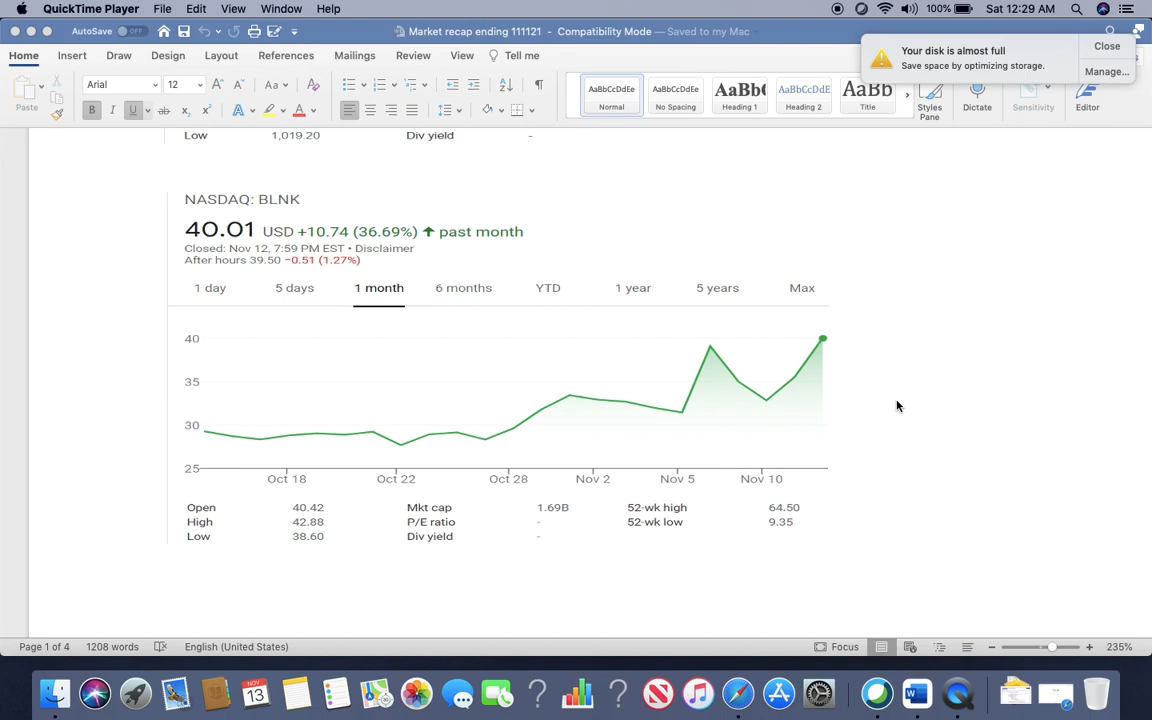 QuickTime Player File Edit View Window Help
100% Sat 12:29 AM
AutoSave OFF
Market recap ending 111121 - Compatibility Mode — Saved to my Mac
Home Insert Draw Design Layout References Mailings Review View Tell me
Your disk is almost full
Save space by optimizing storage.
Close
Manage...
Paste
Arial 12
Aa
B I U ab x₂ x²
A A
AaBbCcDdEe
Normal
AaBbCcDdEe
No Spacing
AaBb(
Heading 1
AaBbCcDdE
Heading 2
AaBb
Title
Styles
Pane
Dictate
Sensitivity
Editor
Low 1,019.20 Div yield -
NASDAQ: BLNK
40.01 USD +10.74 (36.69%) ↑ past month
Closed: Nov 12, 7:59 PM EST • Disclaimer
After hours 39.50 −0.51 (1.27%)
1 day 5 days 1 month 6 months YTD 1 year 5 years Max
40
35
30
25
Oct 18 Oct 22 Oct 28 Nov 2 Nov 5 Nov 10
Open 40.42 Mkt cap 1.69B 52-wk high 64.50
High 42.88 P/E ratio - 52-wk low 9.35
Low 38.60 Div yield -
Page 1 of 4 1208 words English (United States) Focus 235%
NOV
13